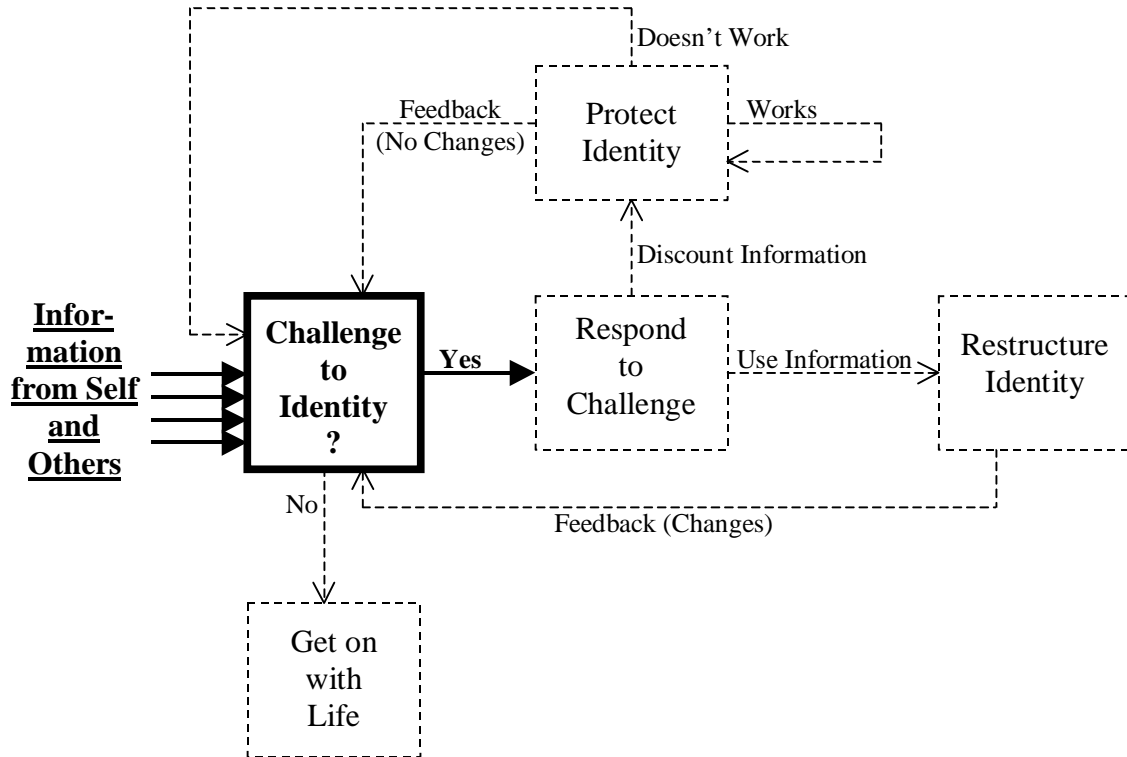 Doesn’t Work
Feedback
(No Changes)
Protect
Identity
Works
Discount Information
Infor-
mation
from Self
and
Others
Challenge
to
Identity
?
Yes
Respond
to
Challenge
Use Information
Restructure
Identity
No
Feedback (Changes)
Get on
with
Life